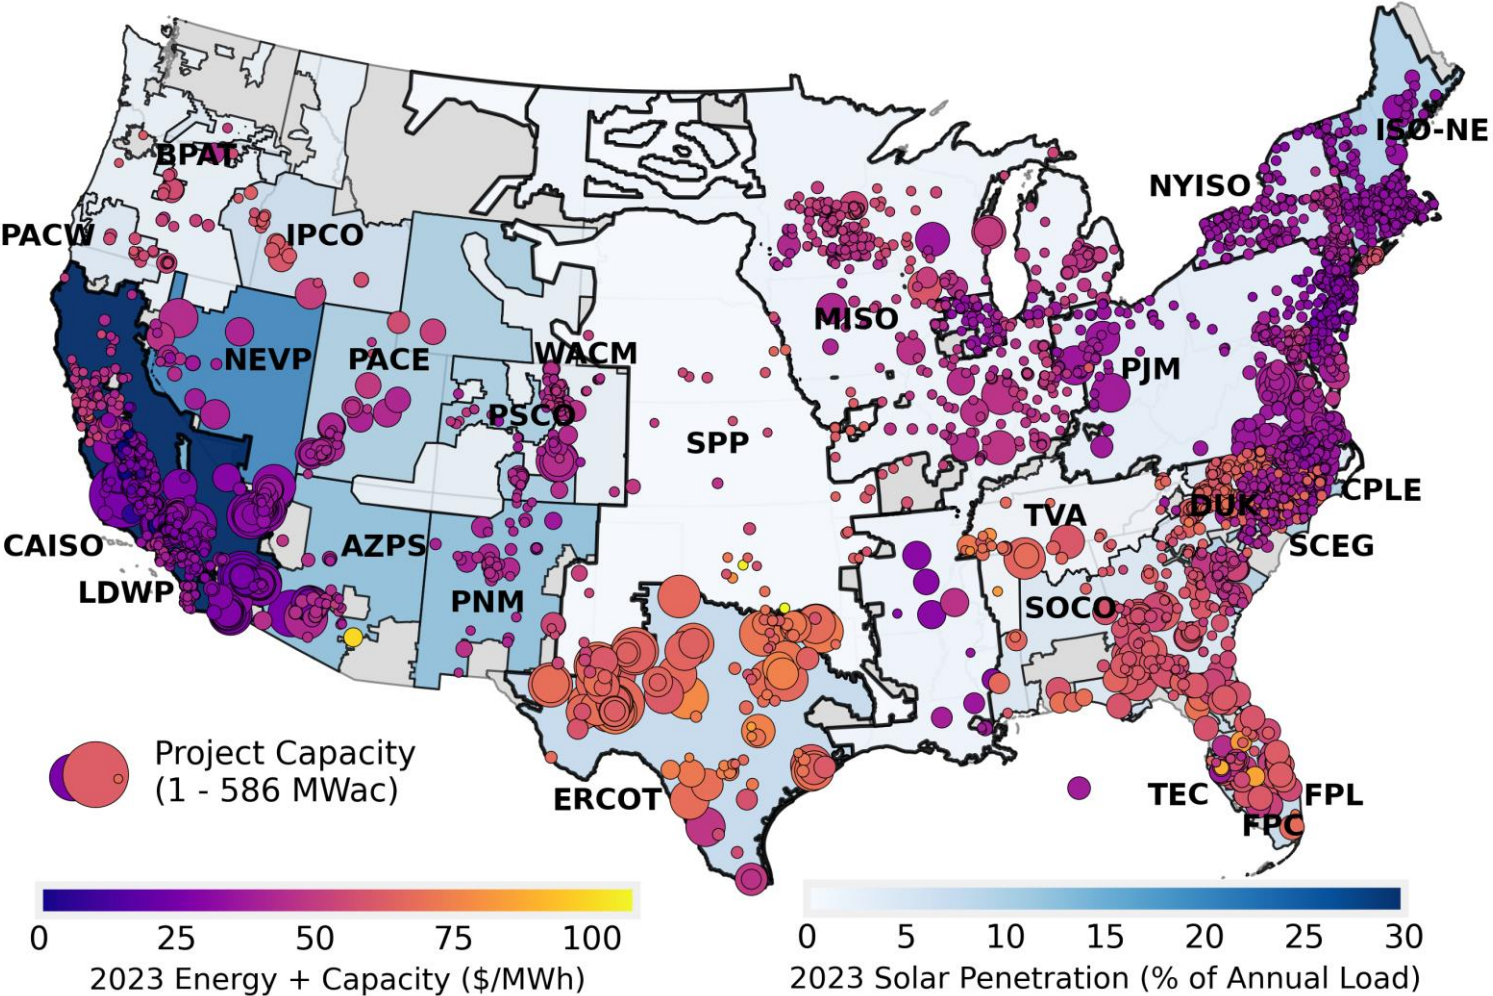 ISO-NE
BPAT
NYISO
PACW
IPCO
MISO
NEVP
PACE
WACM
PJM
PSCO
SPP
CPLE
DUK
TVA
CAISO
AZPS
SCEG
LDWP
PNM
SOCO
Project Capacity
(1 - 586 MWac)
ERCOT
TEC
FPL
FPC
0 25 50 75 100
2023 Energy + Capacity ($/MWh)
0 5 10 15 20 25 30
2023 Solar Penetration (% of Annual Load)